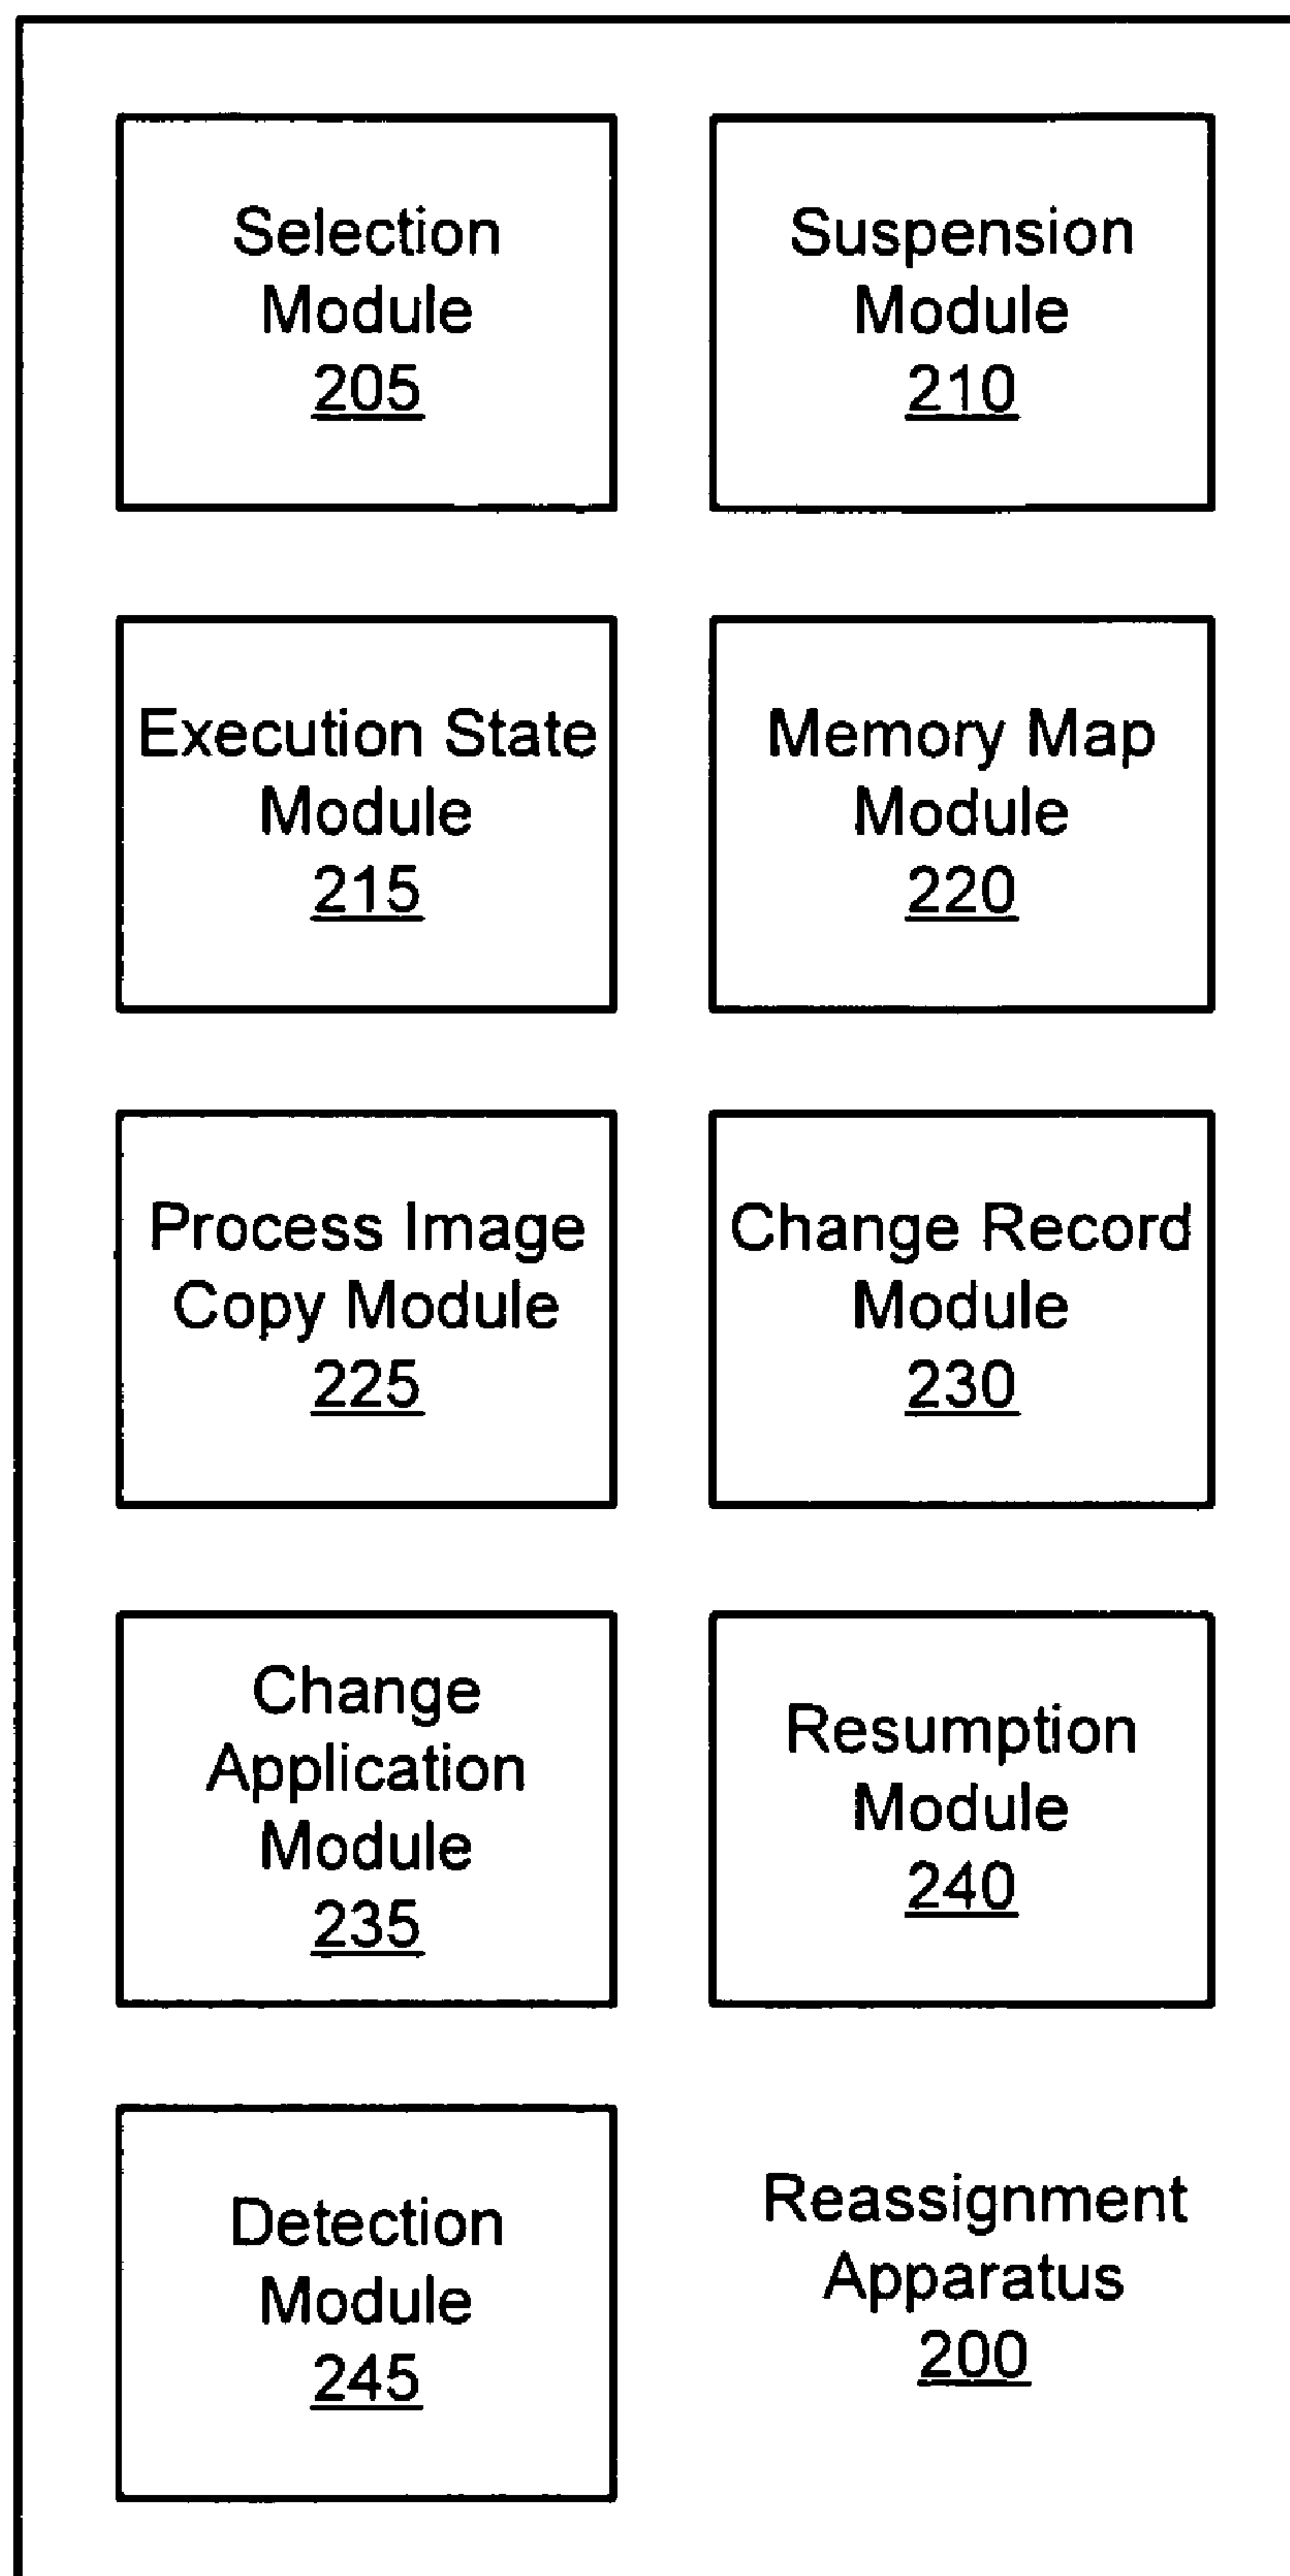 Selection
Module
205
Suspension
Module
210
Execution State
Module
215
Memory Map
Module
220
Process Image
Copy Module
225
Change Record
Module
230
Change
Application
Module
235
Resumption
Module
240
Detection
Module
245
Reassignment
Apparatus
200